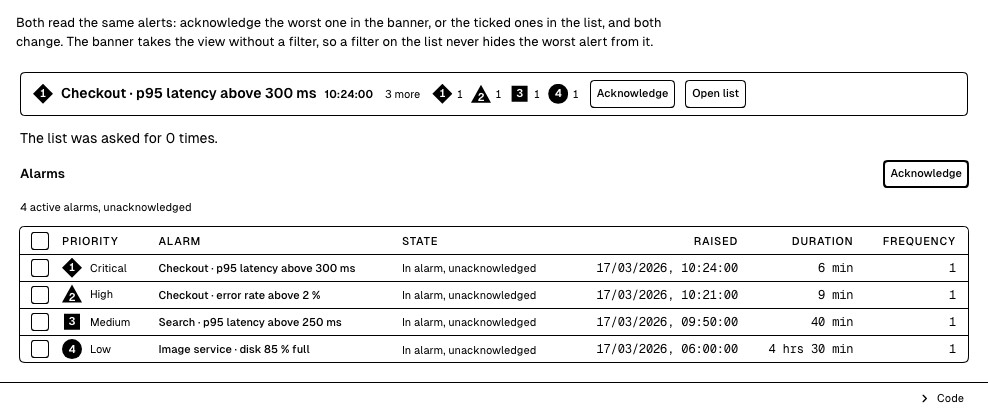 Both read the same alerts: acknowledge the worst one in the banner, or the ticked ones in the list, and both
change. The banner takes the view without a filter, so a filter on the list never hides the worst alert from it.
1 Checkout · p95 latency above 300 ms 10:24:00 3 more 1 1 2 1 3 1 4 1 Acknowledge Open list
The list was asked for 0 times.
Alarms Acknowledge
4 active alarms, unacknowledged
PRIORITY ALARM STATE RAISED DURATION FREQUENCY
1 Critical Checkout · p95 latency above 300 ms In alarm, unacknowledged 17/03/2026, 10:24:00 6 min 1
2 High Checkout · error rate above 2 % In alarm, unacknowledged 17/03/2026, 10:21:00 9 min 1
3 Medium Search · p95 latency above 250 ms In alarm, unacknowledged 17/03/2026, 09:50:00 40 min 1
4 Low Image service · disk 85 % full In alarm, unacknowledged 17/03/2026, 06:00:00 4 hrs 30 min 1
Code